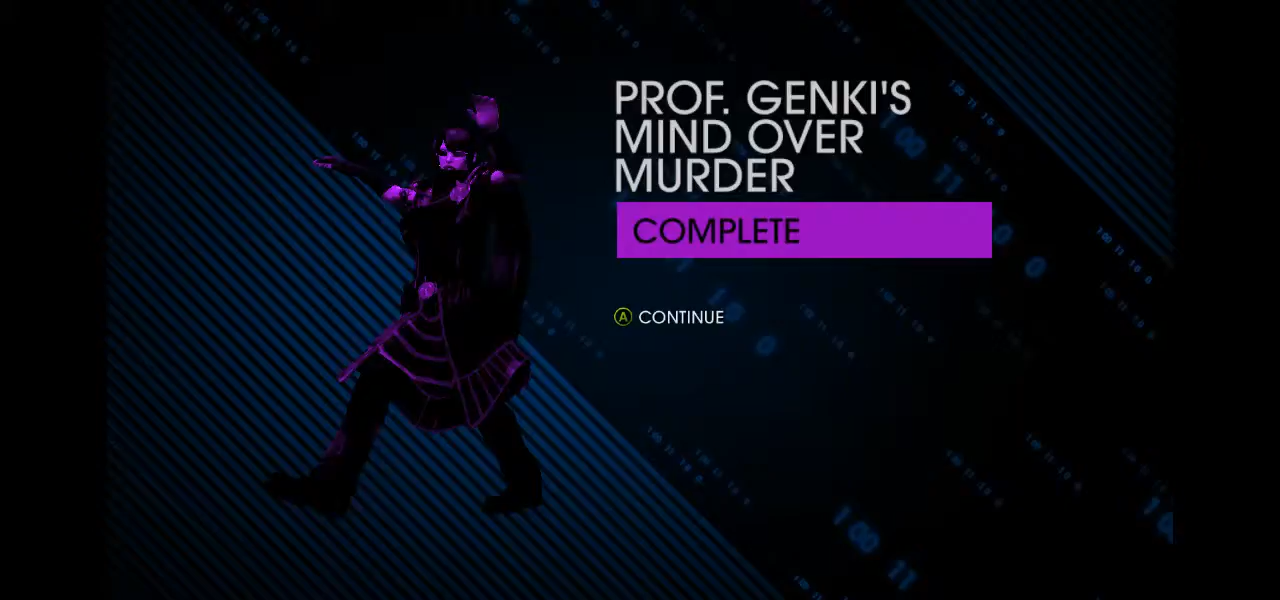 PROF. GENKI'S
MIND OVER
MURDER
COMPLETE
A CONTINUE